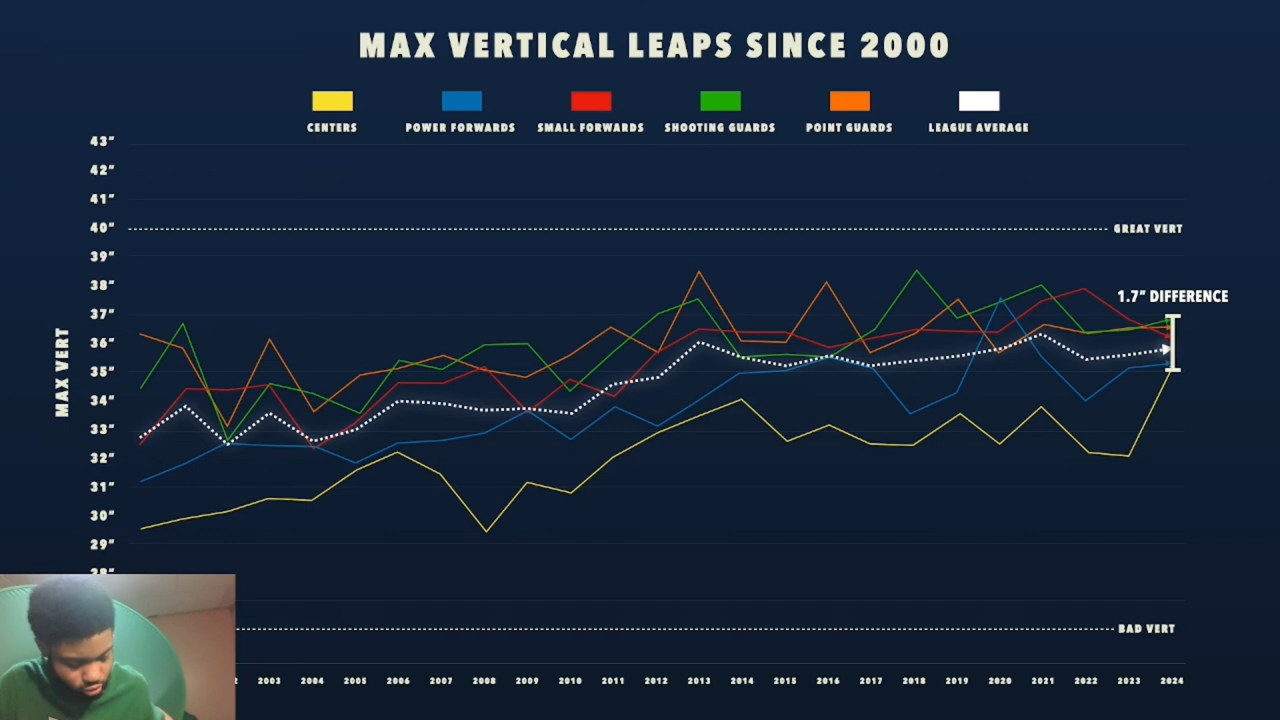 MAX VERTICAL LEAPS SINCE 2000
CENTERS POWER FORWARDS SMALL FORWARDS SHOOTING GUARDS POINT GUARDS LEAGUE AVERAGE
43"
42"
41"
40"
GREAT VERT
39"
38"
1.7" DIFFERENCE
37"
36"
35"
34"
33"
32"
31"
30"
29"
28"
MAX VERT
BAD VERT
2003 2004 2005 2006 2007 2008 2009 2010 2011 2012 2013 2014 2015 2016 2017 2018 2019 2020 2021 2022 2023 2024